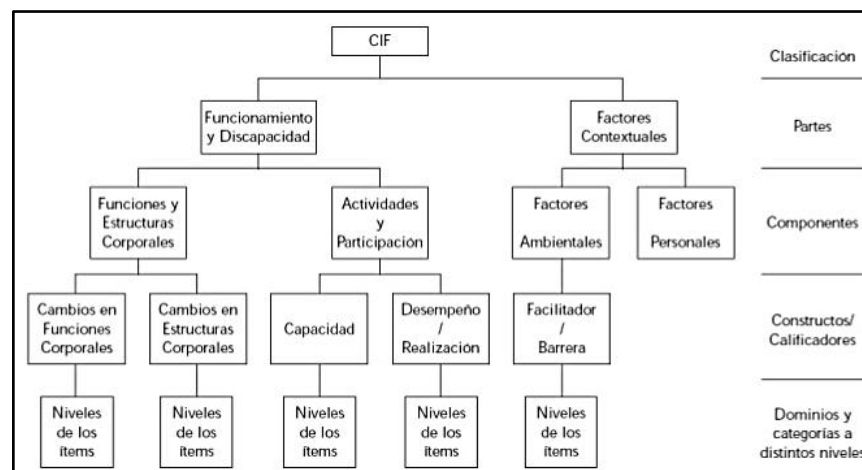 CIF
Clasificación
Funcionamiento
y Discapacidad
Factores
Contextuales
Partes
Funciones y
Estructuras
Corporales
Actividades
y
Participación
Factores
Ambientales
Factores
Personales
Componentes
Cambios en
Funciones
Corporales
Cambios en
Estructuras
Corporales
Capacidad
Desempeño
/
Realización
Facilitador
/
Barrera
Constructos/
Calificadores
Niveles
de los
ítems
Niveles
de los
ítems
Niveles
de los
ítems
Niveles
de los
ítems
Niveles
de los
ítems
Dominios y
categorías a
distintos niveles